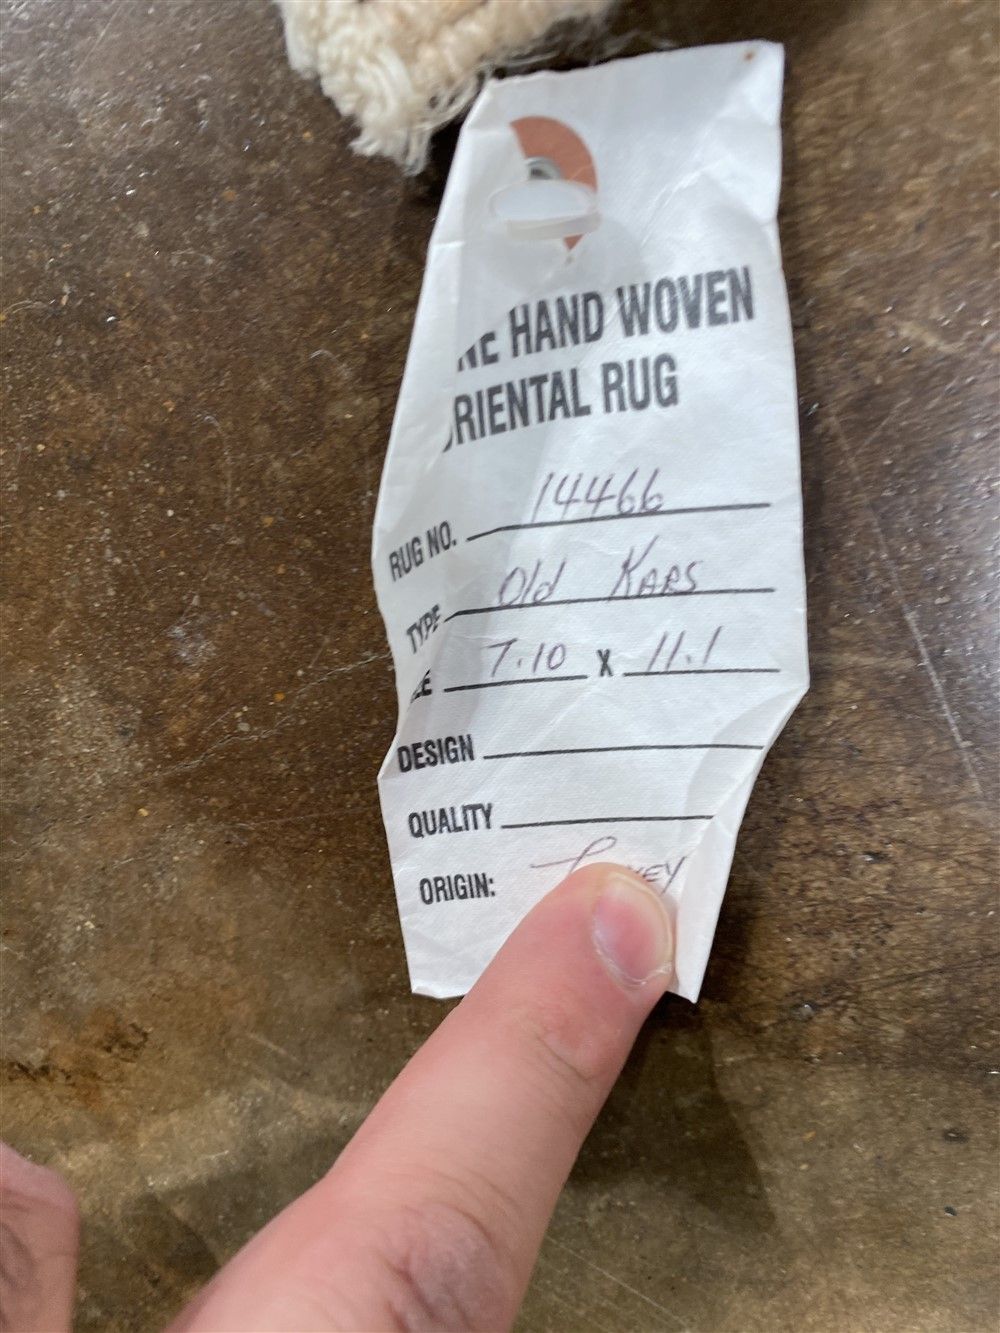 HAND WOVEN
RIENTAL RUG
RUG NO. 14466
TYPE Old KARS
7.10 x 11.1
DESIGN
QUALITY
ORIGIN: